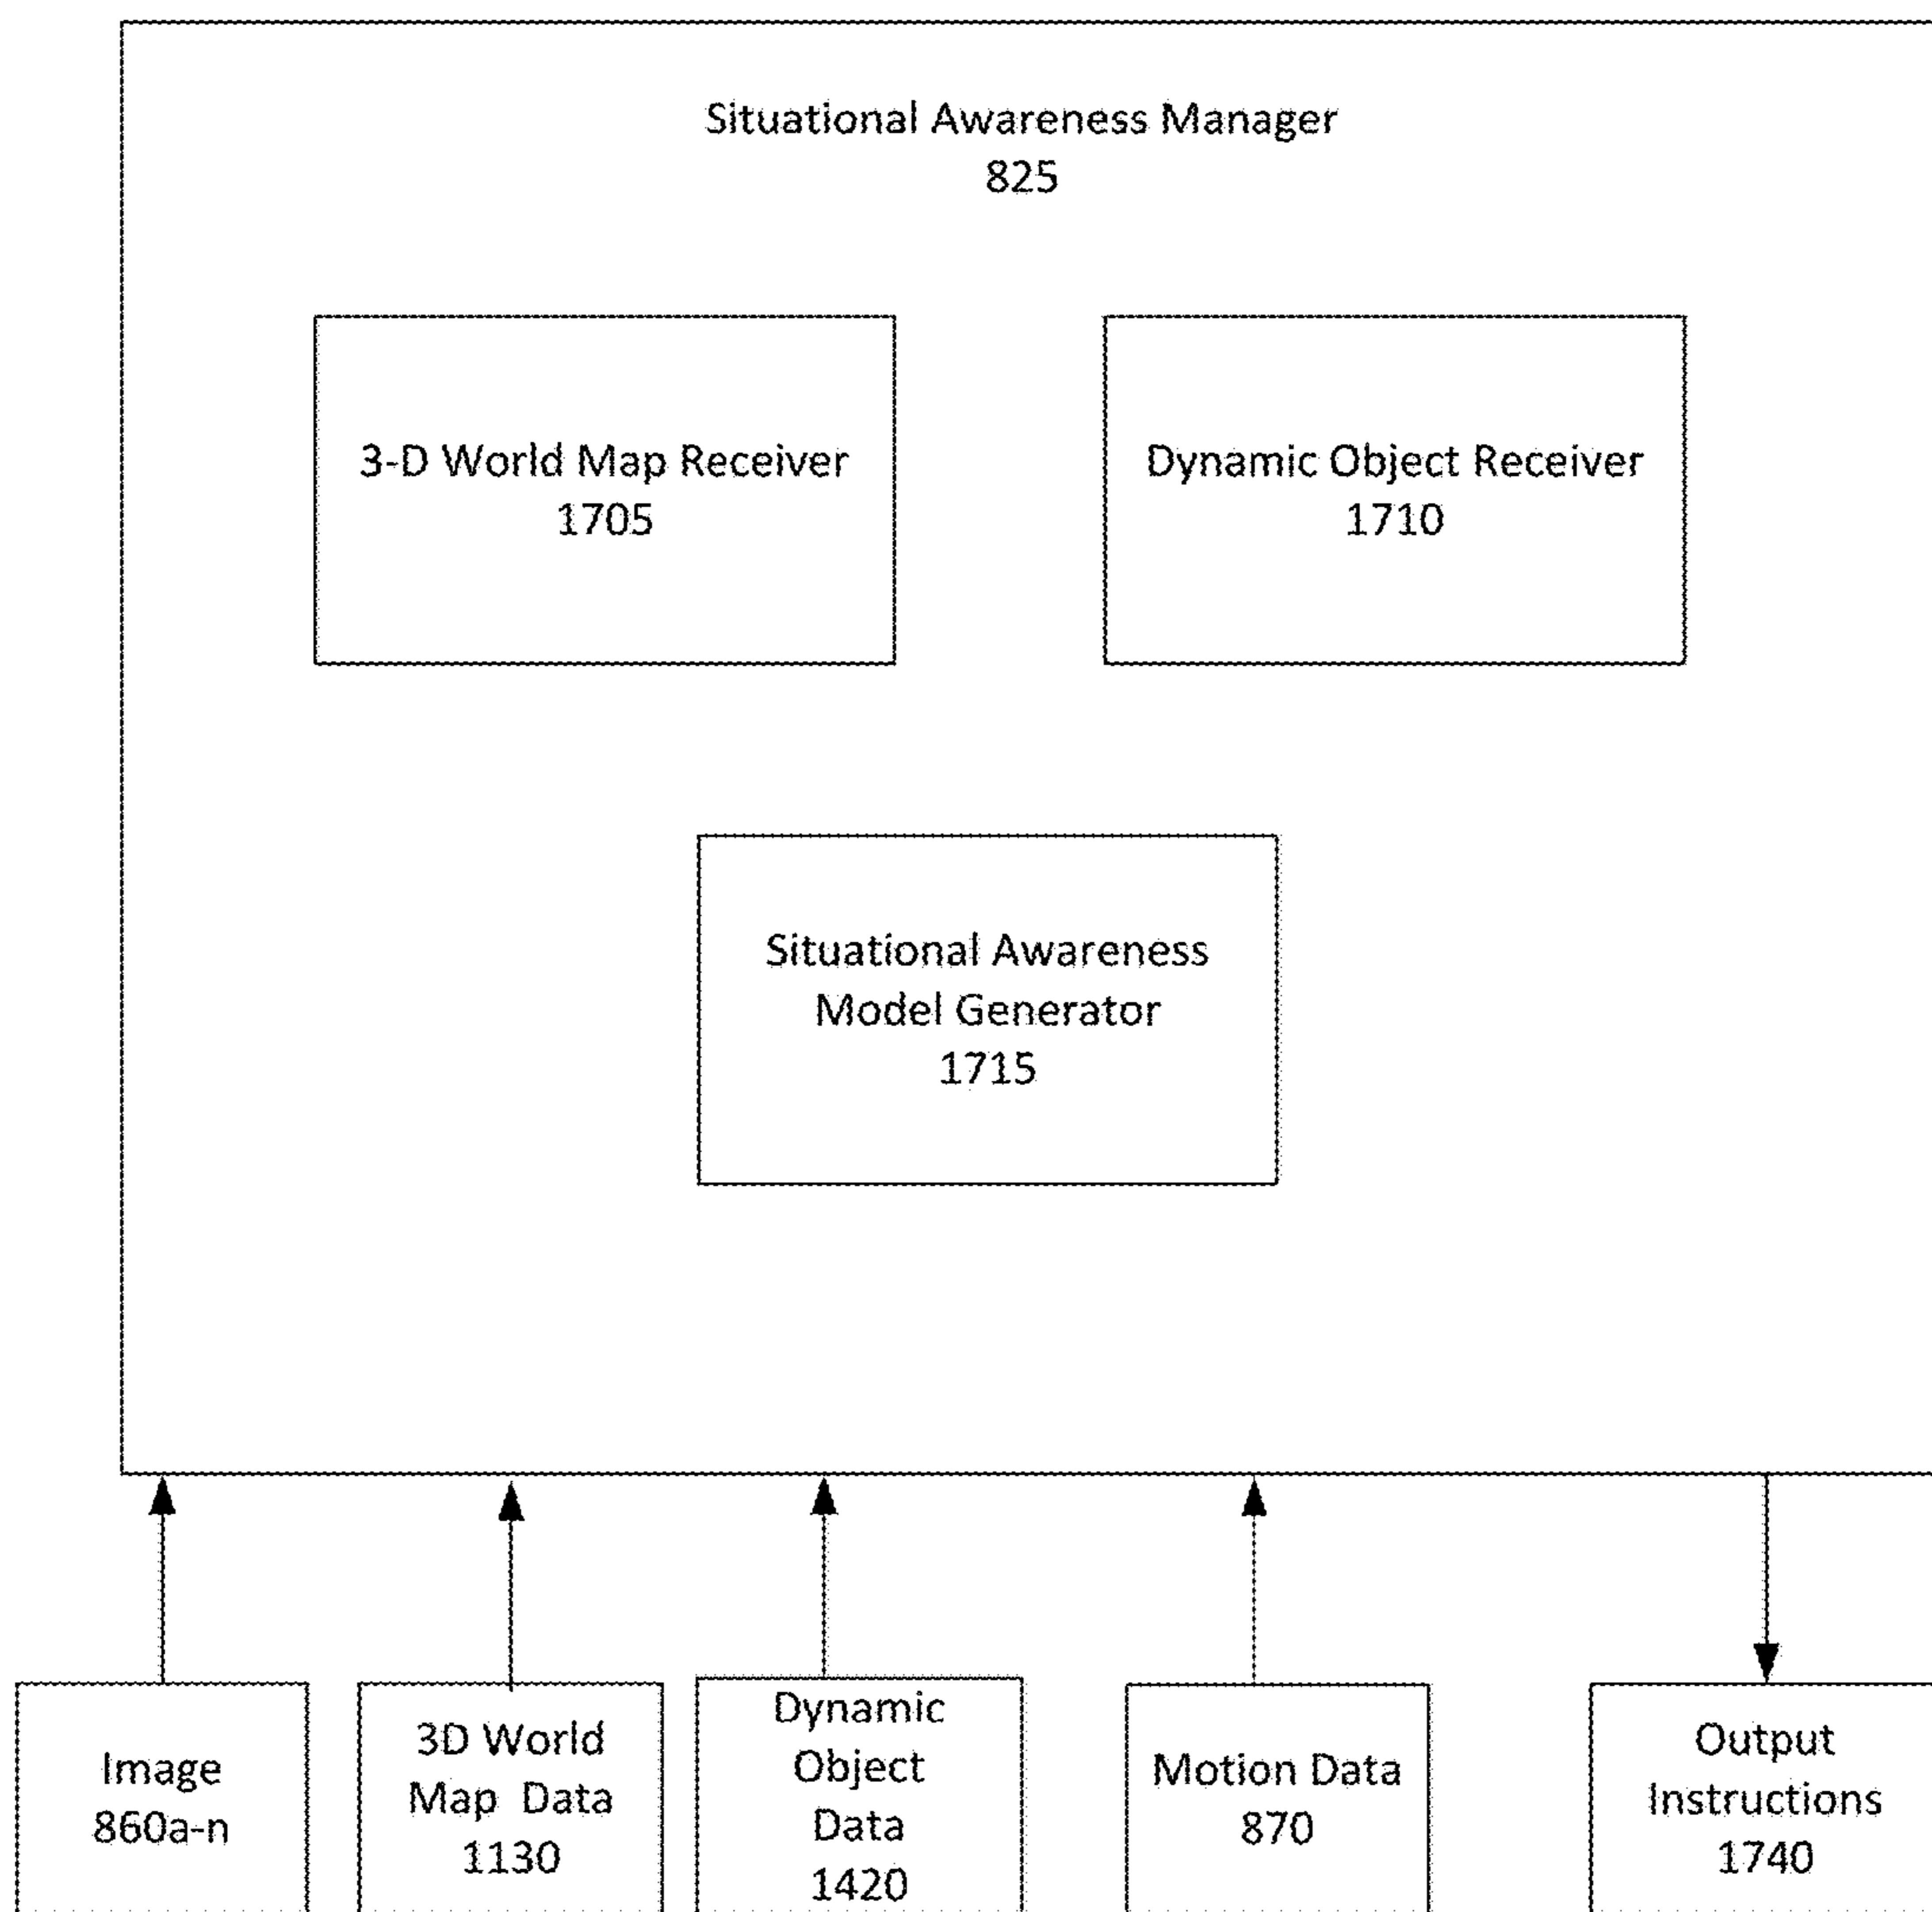 Situational Awareness Manager
825
3-D World Map Receiver
1705
Dynamic Object Receiver
1710
Situational Awareness
Model Generator
1715
Image
860a-n
3D World
Map Data
1130
Dynamic
Object
Data
1420
Motion Data
870
Output
Instructions
1740